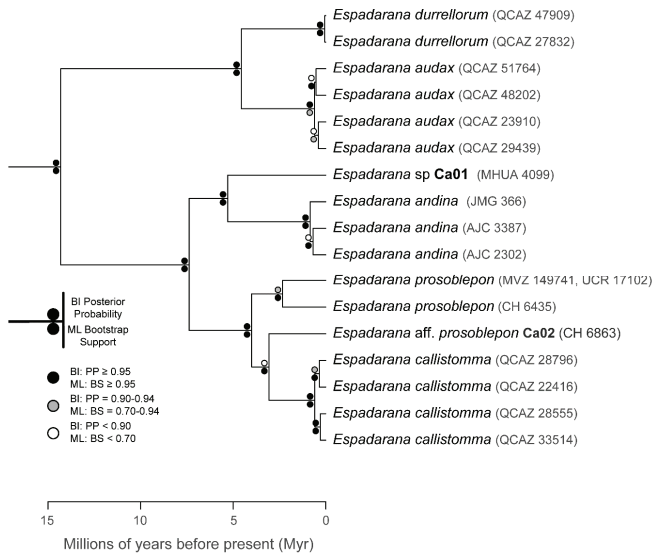 Espadarana durrellorum (QCAZ 47909)
Espadarana durrellorum (QCAZ 27832)
Espadarana audax (QCAZ 51764)
Espadarana audax (QCAZ 48202)
Espadarana audax (QCAZ 23910)
Espadarana audax (QCAZ 29439)
Espadarana sp Ca01 (MHUA 4099)
Espadarana andina (JMG 366)
Espadarana andina (AJC 3387)
Espadarana andina (AJC 2302)
Espadarana prosoblepon (MVZ 149741, UCR 17102)
Espadarana prosoblepon (CH 6435)
Espadarana aff. prosoblepon Ca02 (CH 6863)
Espadarana callistomma (QCAZ 28796)
Espadarana callistomma (QCAZ 22416)
Espadarana callistomma (QCAZ 28555)
Espadarana callistomma (QCAZ 33514)
BI Posterior
Probability
ML Bootstrap
Support
BI: PP ≥ 0.95
ML: BS ≥ 0.95
BI: PP = 0.90-0.94
ML: BS = 0.70-0.94
BI: PP < 0.90
ML: BS < 0.70
15 10 5 0
Millions of years before present (Myr)